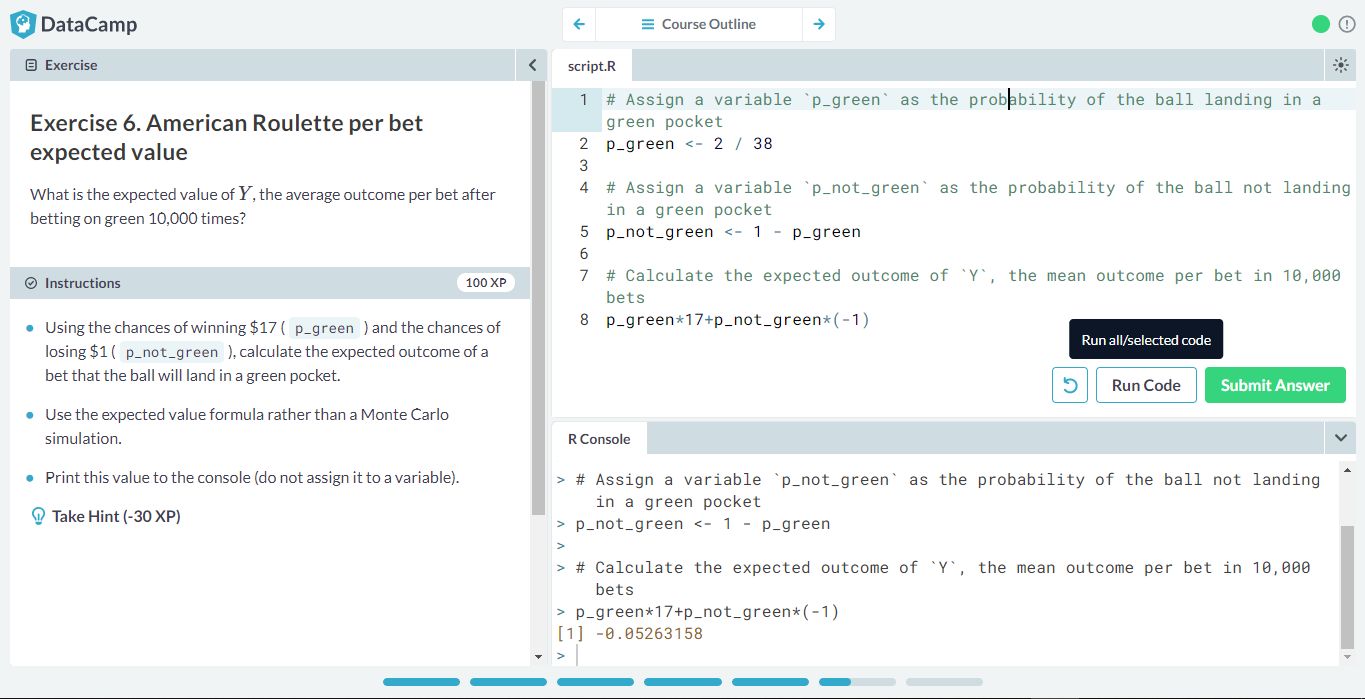 DataCamp
Course Outline
Exercise
Exercise 6. American Roulette per bet
expected value
What is the expected value of Y, the average outcome per bet after
betting on green 10,000 times?
Instructions
100 XP
Using the chances of winning $17 ( p_green ) and the chances of
losing $1 ( p_not_green ), calculate the expected outcome of a
bet that the ball will land in a green pocket.
Use the expected value formula rather than a Monte Carlo
simulation.
Print this value to the console (do not assign it to a variable).
Take Hint (-30 XP)
script.R
1 # Assign a variable `p_green` as the probability of the ball landing in a
green pocket
2 p_green <- 2 / 38
3
4 # Assign a variable `p_not_green` as the probability of the ball not landing
in a green pocket
5 p_not_green <- 1 - p_green
6
7 # Calculate the expected outcome of `Y`, the mean outcome per bet in 10,000
bets
8 p_green*17+p_not_green*(-1)
Run all/selected code
Run Code
Submit Answer
R Console
> # Assign a variable `p_not_green` as the probability of the ball not landing
in a green pocket
> p_not_green <- 1 - p_green
>
> # Calculate the expected outcome of `Y`, the mean outcome per bet in 10,000
bets
> p_green*17+p_not_green*(-1)
[1] -0.05263158
>